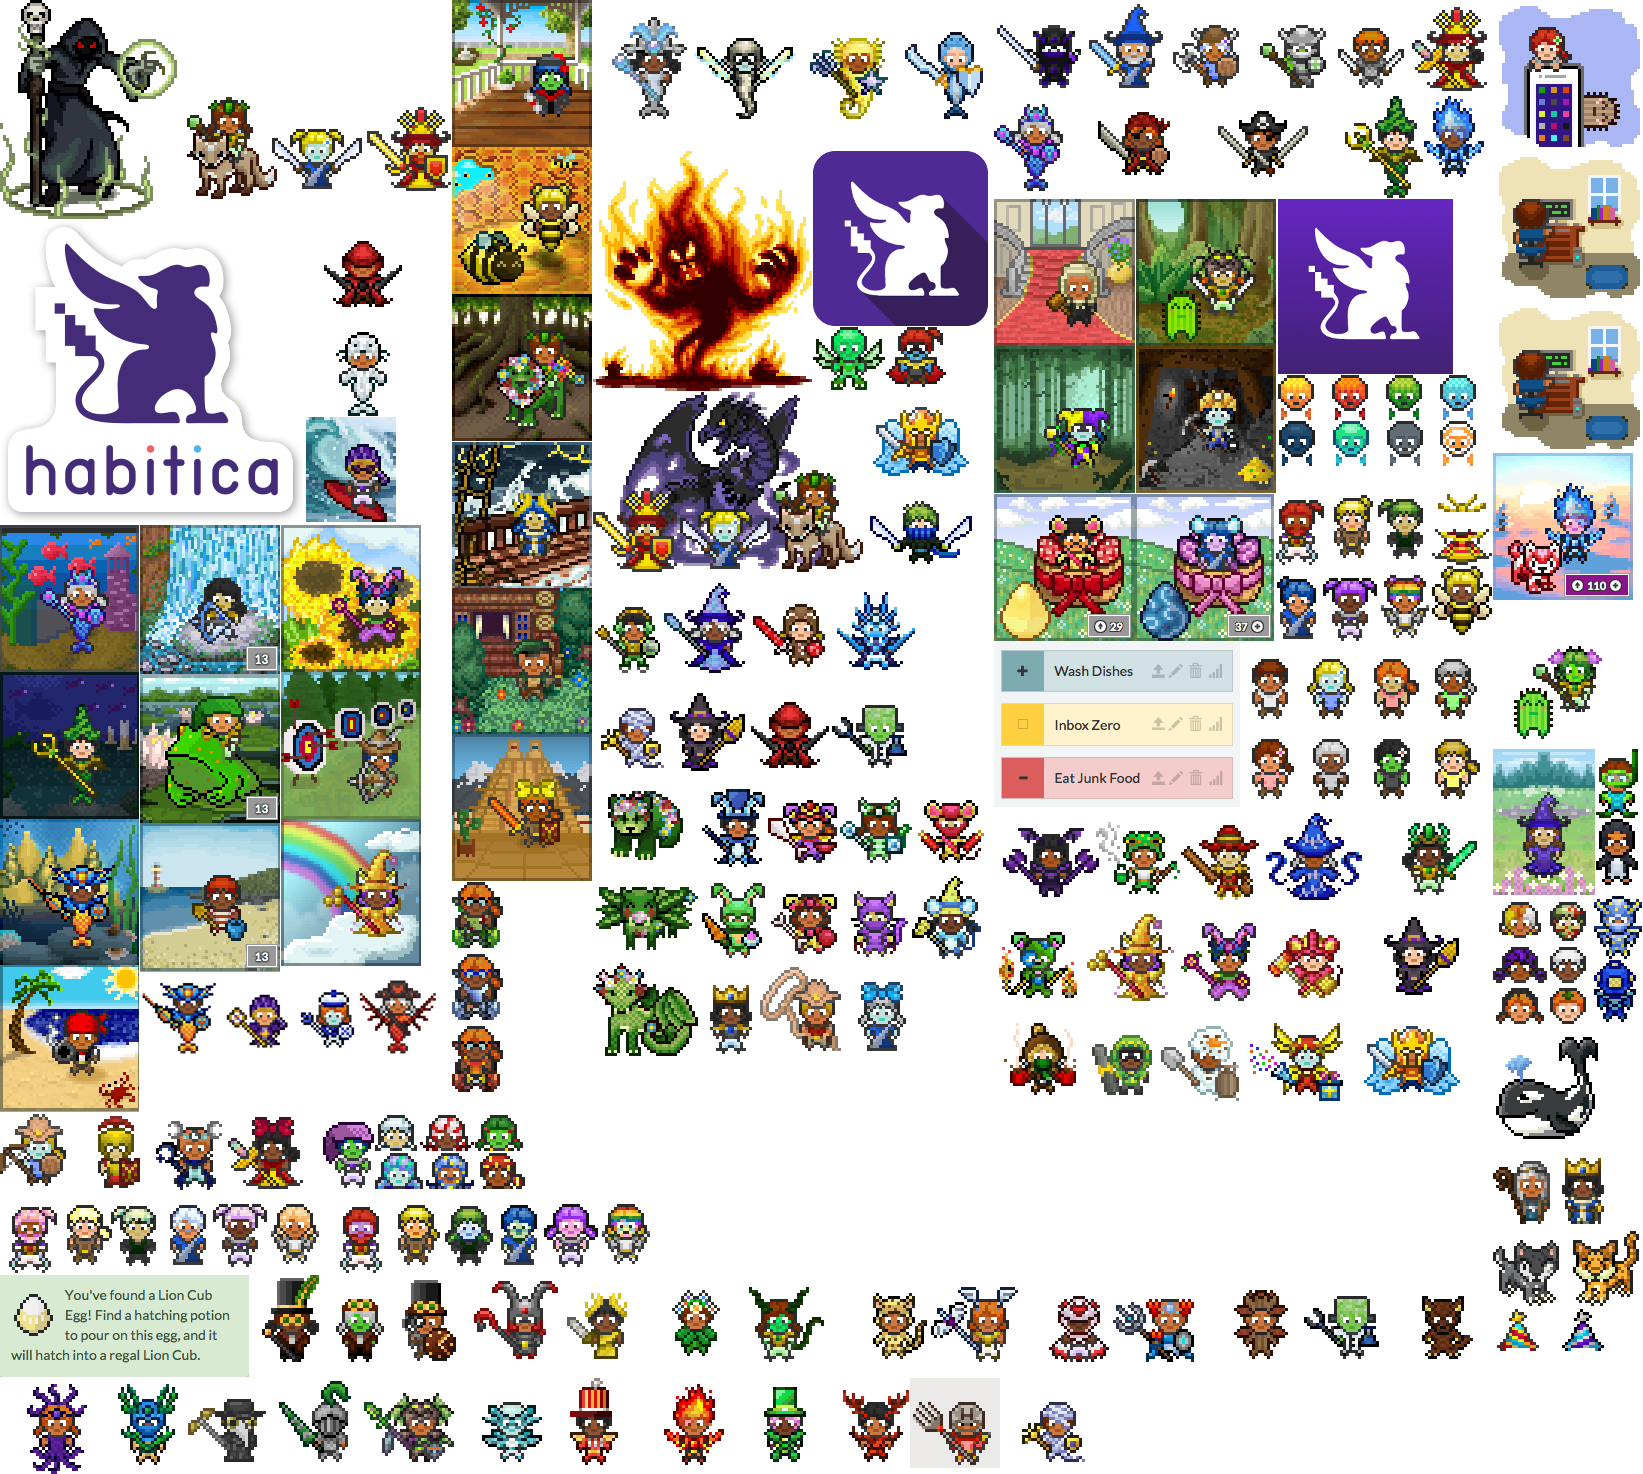 habitica
13
13
13
29
37
110
Wash Dishes
Inbox Zero
Eat Junk Food
You've found a Lion Cub
Egg! Find a hatching potion
to pour on this egg, and it
will hatch into a regal Lion Cub.